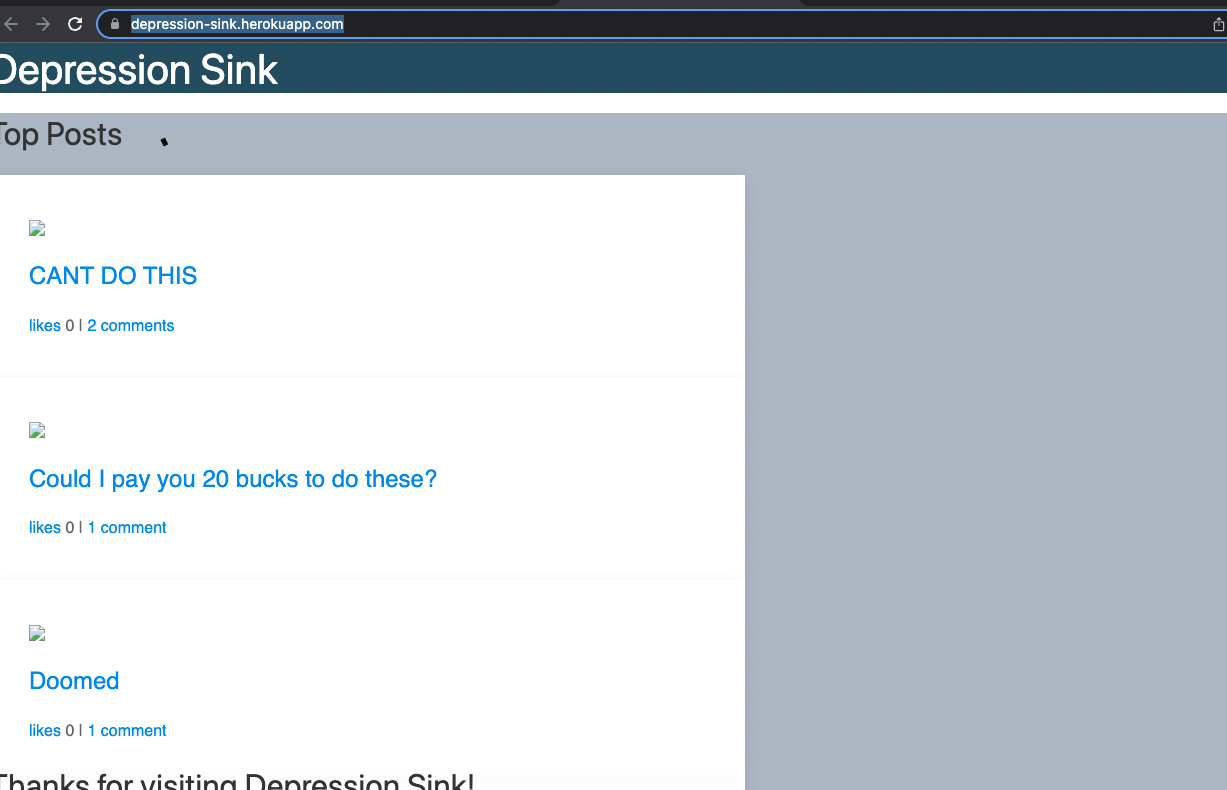 depression-sink.herokuapp.com
Depression Sink
Top Posts
CANT DO THIS
likes 0 | 2 comments
Could I pay you 20 bucks to do these?
likes 0 | 1 comment
Doomed
likes 0 | 1 comment
Thanks for visiting Depression Sink!